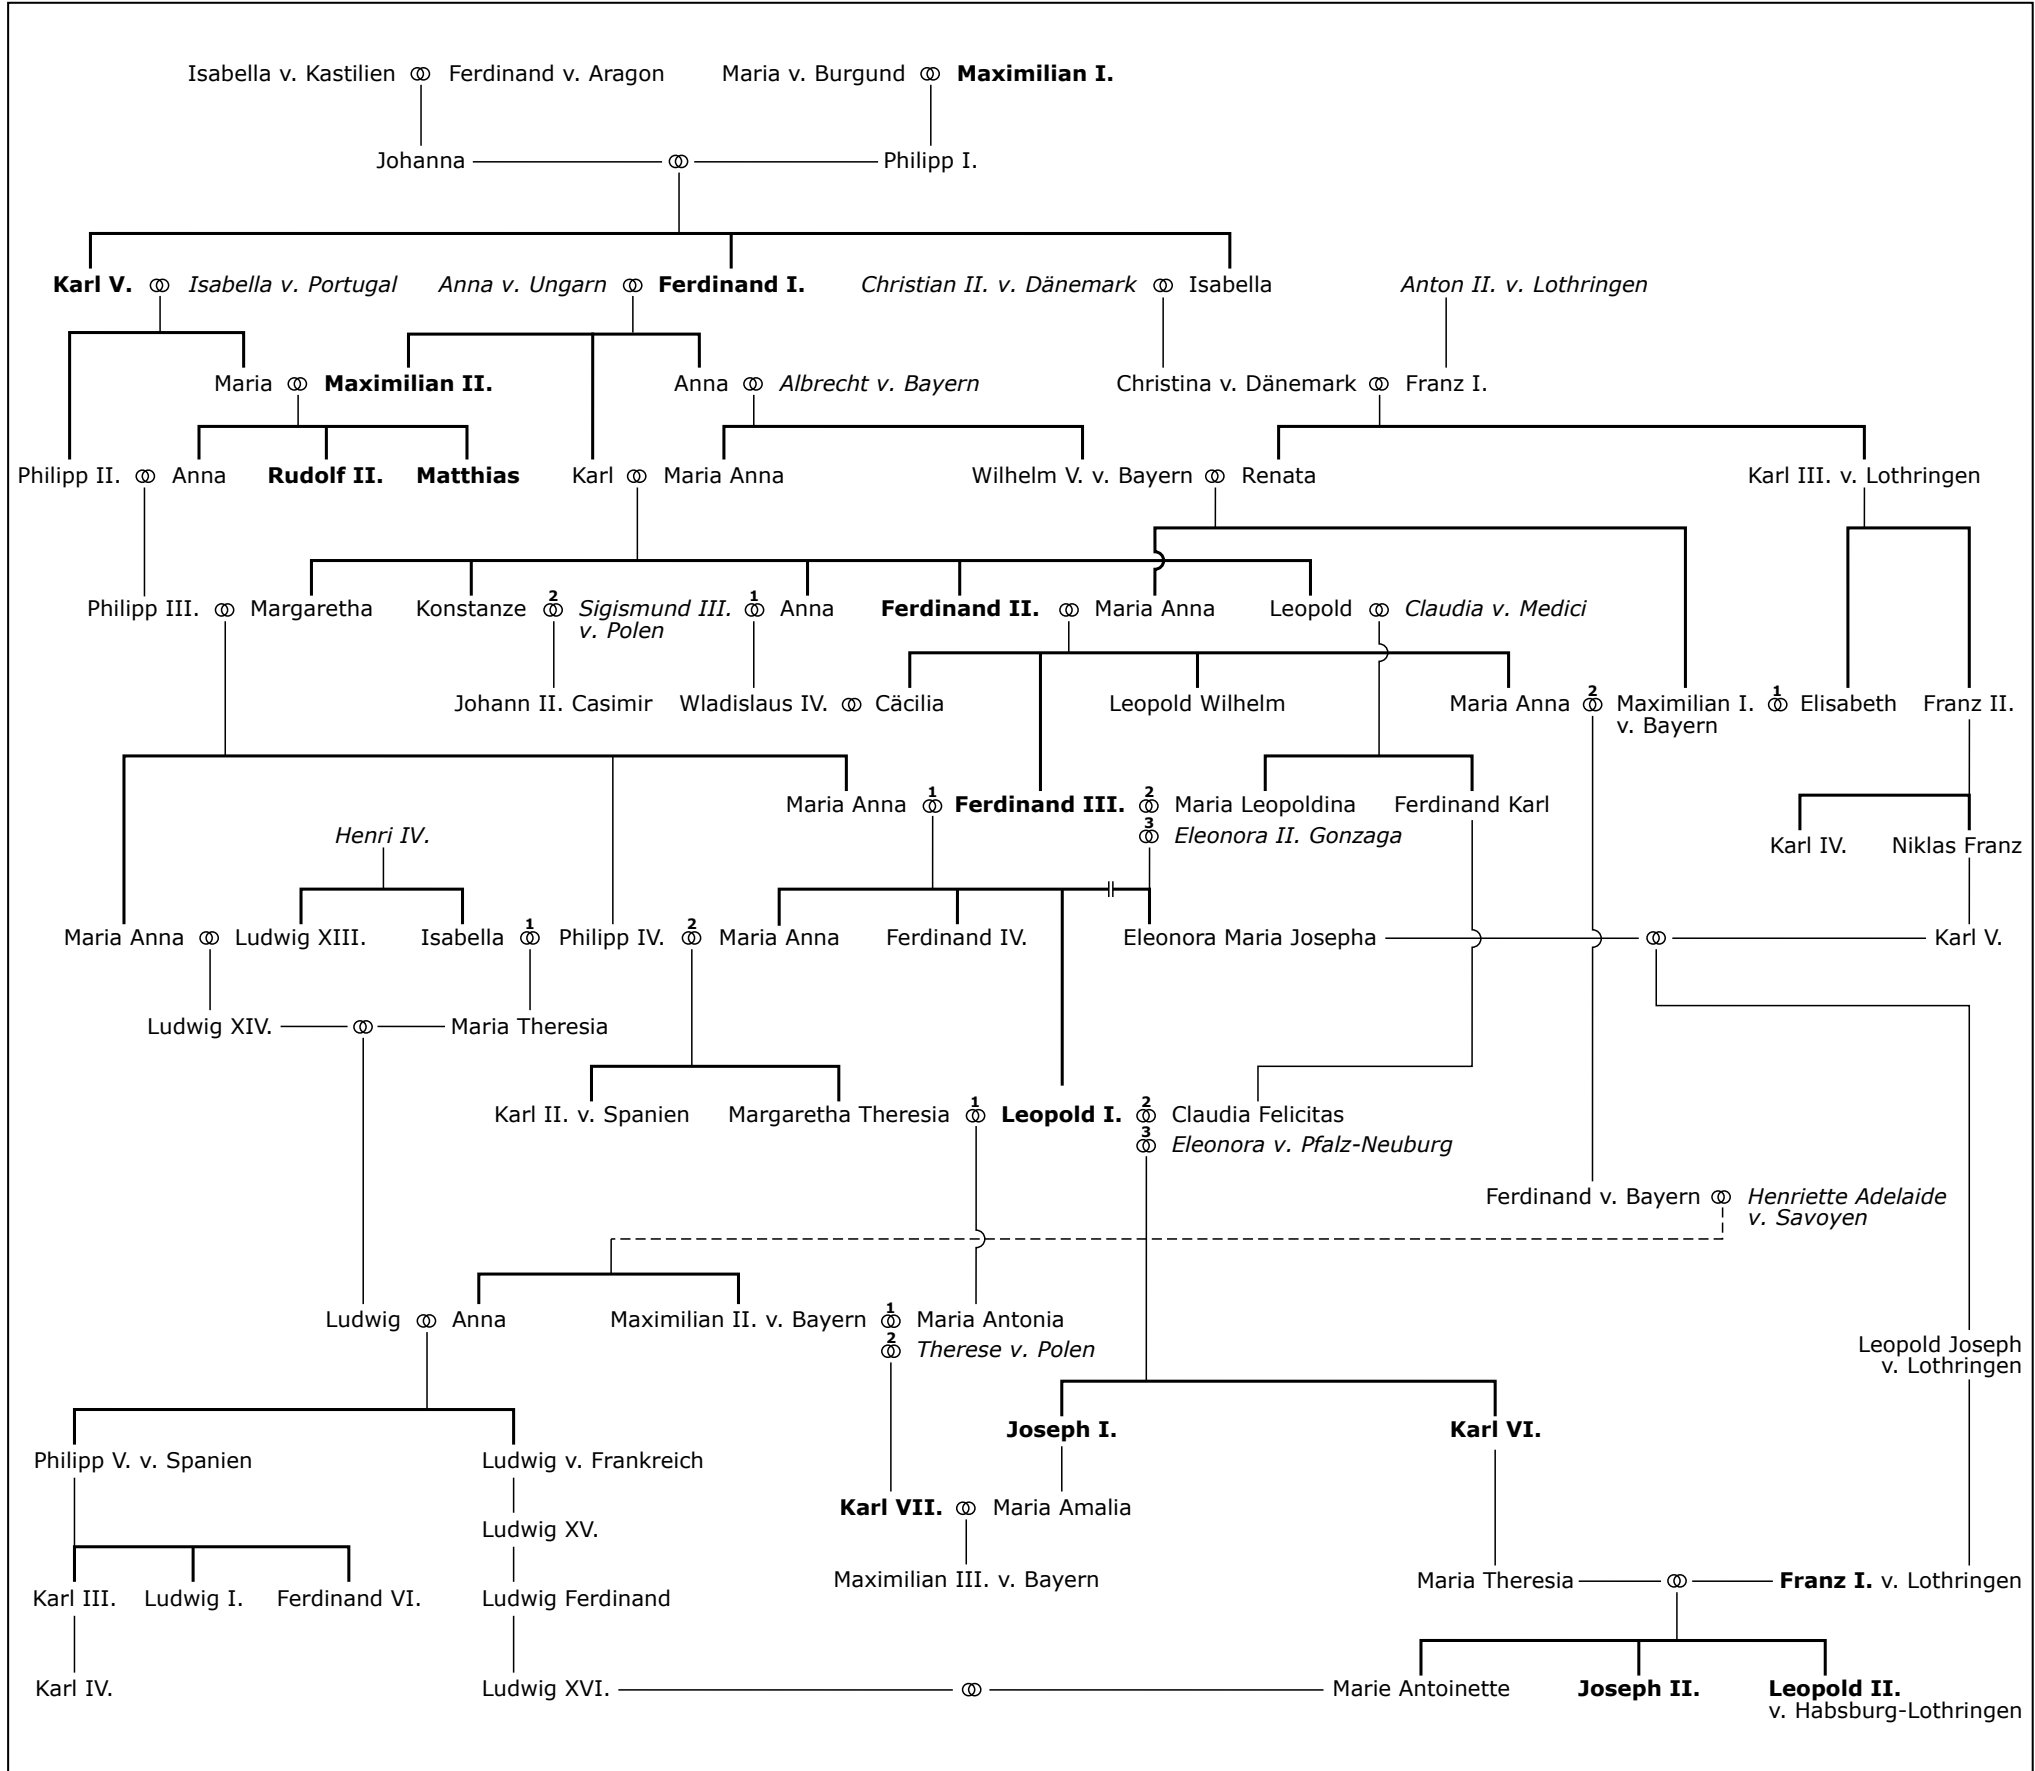 Isabella v. Kastilien ⚭ Ferdinand v. Aragon Maria v. Burgund ⚭ Maximilian I.
Johanna ⚭ Philipp I.
Karl V. ⚭ Isabella v. Portugal Anna v. Ungarn ⚭ Ferdinand I. Christian II. v. Dänemark ⚭ Isabella Anton II. v. Lothringen
Maria ⚭ Maximilian II. Anna ⚭ Albrecht v. Bayern Christina v. Dänemark ⚭ Franz I.
Philipp II. ⚭ Anna Rudolf II. Matthias Karl ⚭ Maria Anna Wilhelm V. v. Bayern ⚭ Renata Karl III. v. Lothringen
2 1
Philipp III. ⚭ Margaretha Konstanze ⚭ Sigismund III. ⚭ Anna Ferdinand II. ⚭ Maria Anna Leopold ⚭ Claudia v. Medici
v. Polen
2 1
Johann II. Casimir Wladislaus IV. ⚭ Cäcilia Leopold Wilhelm Maria Anna ⚭ Maximilian I. ⚭ Elisabeth Franz II.
v. Bayern
1 2
Maria Anna ⚭ Ferdinand III. ⚭ Maria Leopoldina Ferdinand Karl
3
Henri IV. ⚭ Eleonora II. Gonzaga
Karl IV. Niklas Franz
1 2
Maria Anna ⚭ Ludwig XIII. Isabella ⚭ Philipp IV. ⚭ Maria Anna Ferdinand IV. Eleonora Maria Josepha ⚭ Karl V.
Ludwig XIV. ⚭ Maria Theresia
1 2
Karl II. v. Spanien Margaretha Theresia ⚭ Leopold I. ⚭ Claudia Felicitas
3
⚭ Eleonora v. Pfalz-Neuburg
Ferdinand v. Bayern ⚭ Henriette Adelaide
v. Savoyen
1
Ludwig ⚭ Anna Maximilian II. v. Bayern ⚭ Maria Antonia
2
⚭ Therese v. Polen
Leopold Joseph
v. Lothringen
Joseph I. Karl VI.
Philipp V. v. Spanien Ludwig v. Frankreich
Karl VII. ⚭ Maria Amalia
Ludwig XV.
Maximilian III. v. Bayern Maria Theresia ⚭ Franz I. v. Lothringen
Karl III. Ludwig I. Ferdinand VI. Ludwig Ferdinand
Karl IV. Ludwig XVI. ⚭ Marie Antoinette Joseph II. Leopold II.
v. Habsburg-Lothringen